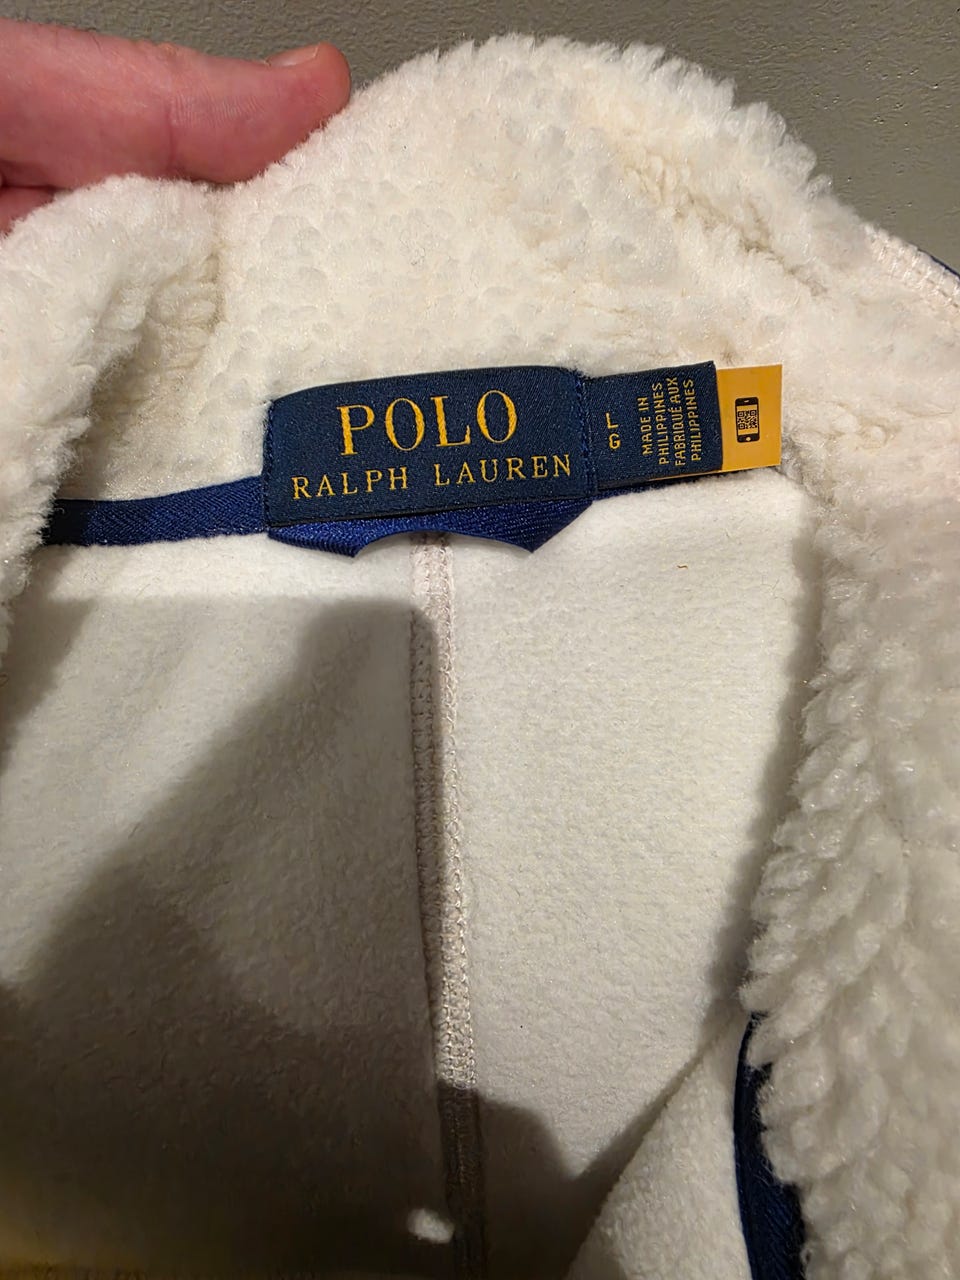 POLO
RALPH LAUREN
L
G
MADE IN
PHILIPPINES
FABRIQUÉ AUX
PHILIPPINES